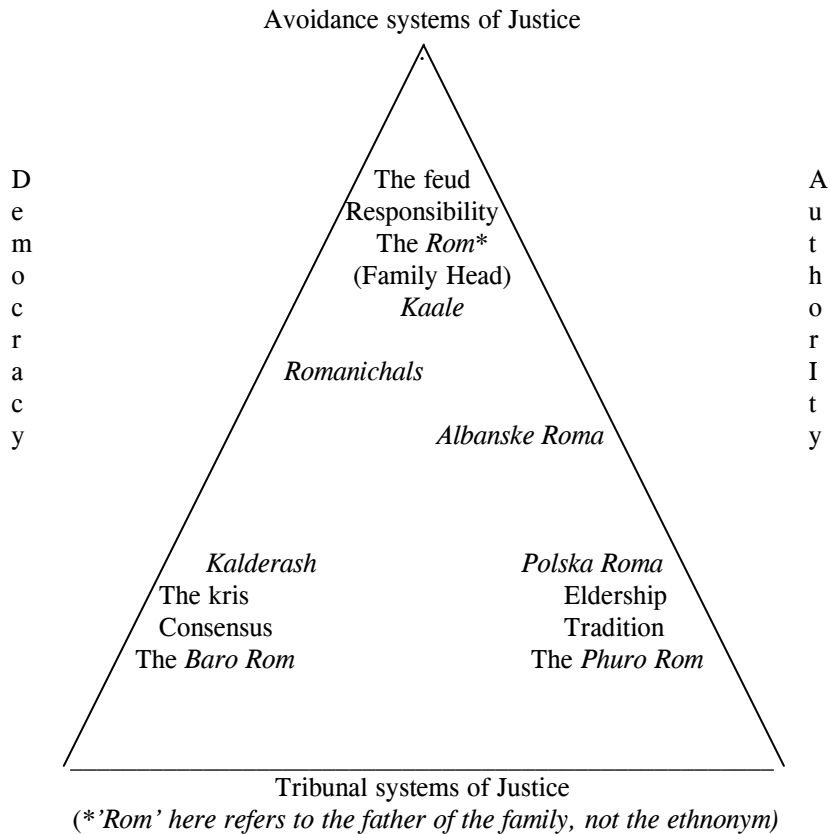 Avoidance systems of Justice
.
Democracy
AuthorIty
The feud
Responsibility
The Rom*
(Family Head)
Kaale
Romanichals
Albanske Roma
Kalderash
The kris
Consensus
The Baro Rom
Polska Roma
Eldership
Tradition
The Phuro Rom
Tribunal systems of Justice
(*’Rom’ here refers to the father of the family, not the ethnonym)